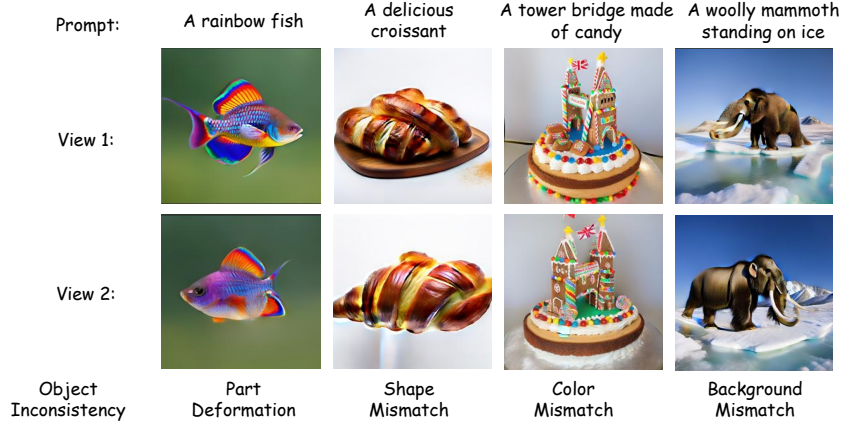 Prompt:
A rainbow fish
A delicious
croissant
A tower bridge made
of candy
A woolly mammoth
standing on ice
View 1:
View 2:
Object
Inconsistency
Part
Deformation
Shape
Mismatch
Color
Mismatch
Background
Mismatch